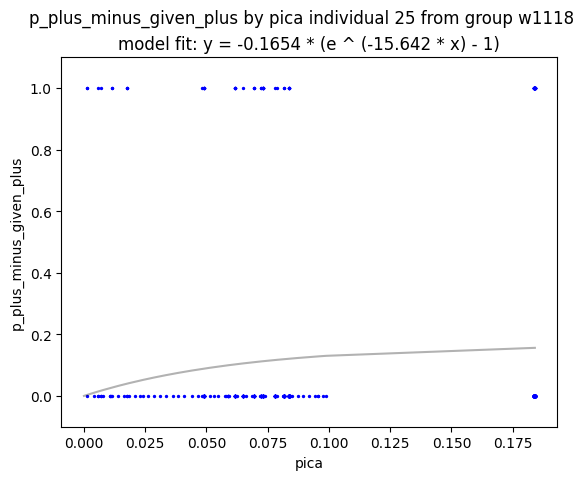 p_plus_minus_given_plus by pica individual 25 from group w1118
model fit: y = -0.1654 * (e ^ (-15.642 * x) - 1)
1.0
0.8
0.6
0.4
0.2
0.0
p_plus_minus_given_plus
0.000 0.025 0.050 0.075 0.100 0.125 0.150 0.175
pica